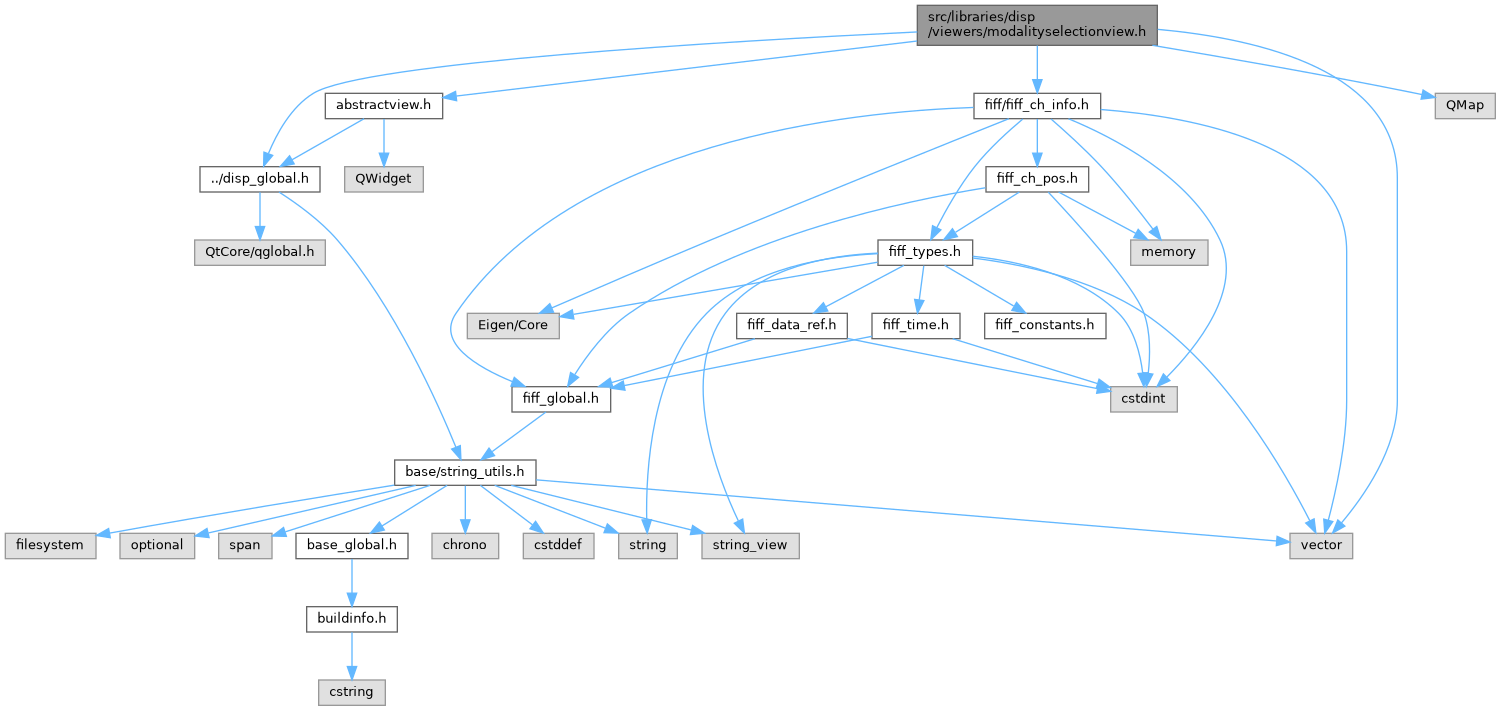 src/libraries/disp
/viewers/modalityselectionview.h
abstractview.h
fiff/fiff_ch_info.h
QMap
../disp_global.h
QWidget
fiff_ch_pos.h
QtCore/qglobal.h
fiff_types.h
memory
Eigen/Core
fiff_data_ref.h
fiff_time.h
fiff_constants.h
fiff_global.h
cstdint
base/string_utils.h
filesystem
optional
span
base_global.h
chrono
cstddef
string
string_view
vector
buildinfo.h
cstring